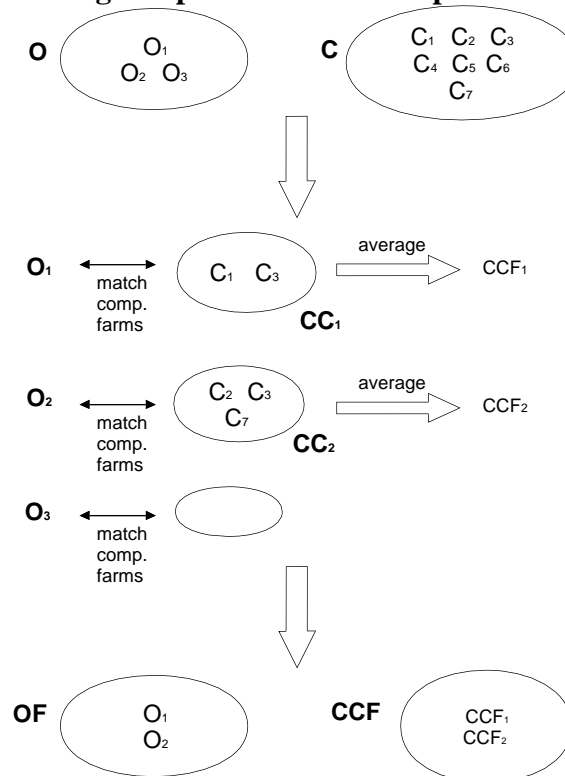 O
O₁
O₂ O₃
C
C₁ C₂ C₃
C₄ C₅ C₆
C₇
O₁
match
comp.
farms
C₁ C₃
CC₁
average
CCF₁
O₂
match
comp.
farms
C₂ C₃
C₇
CC₂
average
CCF₂
O₃
match
comp.
farms
OF
O₁
O₂
CCF
CCF₁
CCF₂